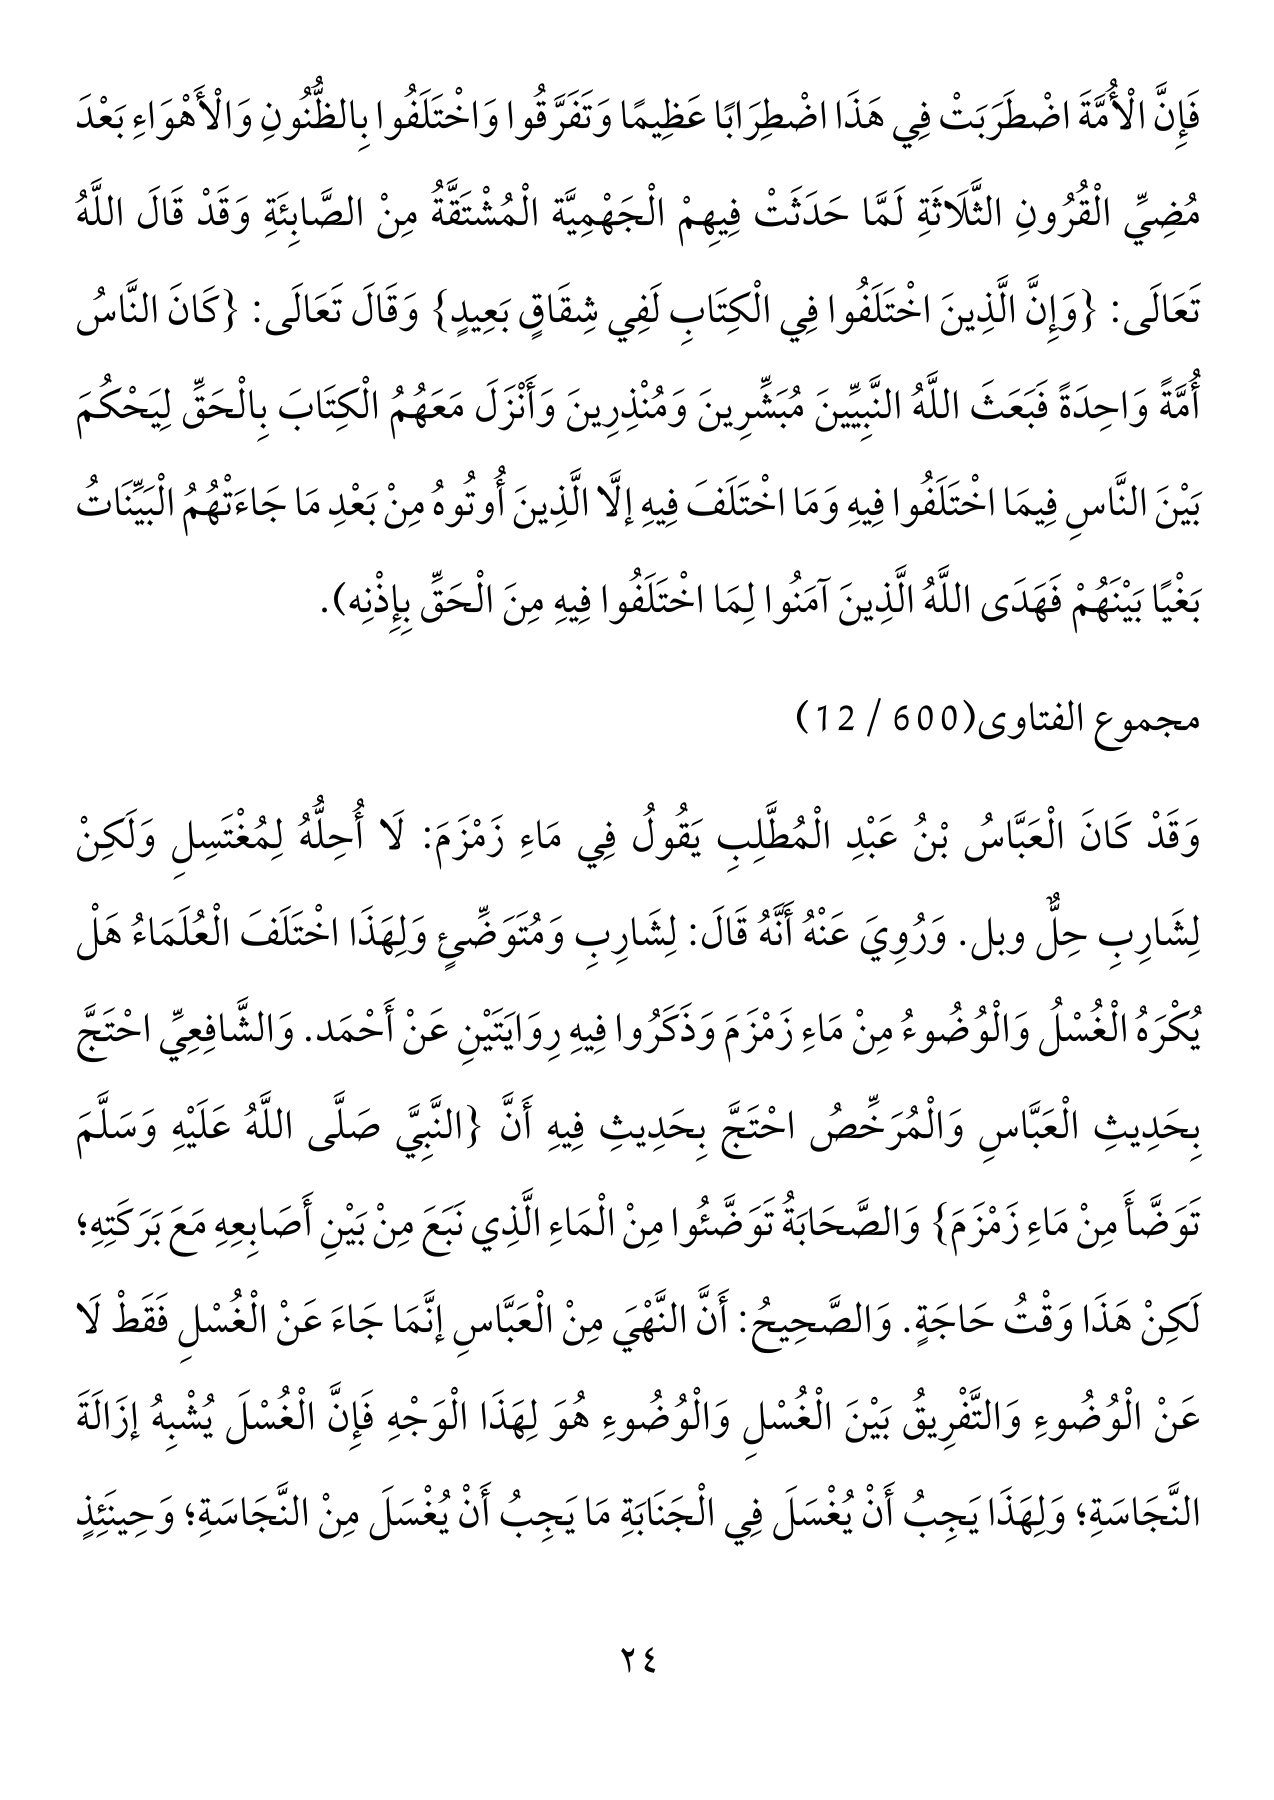 فَإِنَّ الْأُمَّةَ اضْطَرَبَتْ فِي هَذَا اضْطِرَابًا عَظِيمًا وَتَفَرَّقُوا وَاخْتَلَفُوا بِالظُّنُونِ وَالْأَهْوَاءِ بَعْدَ
مُضِيِّ الْقُرُونِ الثَّلَاثَةِ لَمَّا حَدَثَتْ فِيهِمْ الْجَهْمِيَّة الْمُشْتَقَّةُ مِنْ الصَّابِئَةِ وَقَدْ قَالَ اللَّهُ
تَعَالَى: {وَإِنَّ الَّذِينَ اخْتَلَفُوا فِي الْكِتَابِ لَفِي شِقَاقٍ بَعِيدٍ} وَقَالَ تَعَالَى: {كَانَ النَّاسُ
أُمَّةً وَاحِدَةً فَبَعَثَ اللَّهُ النَّبِيِّينَ مُبَشِّرِينَ وَمُنْذِرِينَ وَأَنْزَلَ مَعَهُمُ الْكِتَابَ بِالْحَقِّ لِيَحْكُمَ
بَيْنَ النَّاسِ فِيمَا اخْتَلَفُوا فِيهِ وَمَا اخْتَلَفَ فِيهِ إلَّا الَّذِينَ أُوتُوهُ مِنْ بَعْدِ مَا جَاءَتْهُمُ الْبَيِّنَاتُ
بَغْيًا بَيْنَهُمْ فَهَدَى اللَّهُ الَّذِينَ آمَنُوا لِمَا اخْتَلَفُوا فِيهِ مِنَ الْحَقِّ بِإِذْنِه).
مجموع الفتاوى(600 / 12)
وَقَدْ كَانَ الْعَبَّاسُ بْنُ عَبْدِ الْمُطَّلِبِ يَقُولُ فِي مَاءِ زَمْزَمَ: لَا أُحِلُّهُ لِمُغْتَسِلِ وَلَكِنْ
لِشَارِبِ حِلٌّ وبل. وَرُوِيَ عَنْهُ أَنَّهُ قَالَ: لِشَارِبِ وَمُتَوَضِّئٍ وَلِهَذَا اخْتَلَفَ الْعُلَمَاءُ هَلْ
يُكْرَهُ الْغُسْلُ وَالْوُضُوءُ مِنْ مَاءِ زَمْزَمَ وَذَكَرُوا فِيهِ رِوَايَتَيْنِ عَنْ أَحْمَد. وَالشَّافِعِيِّ احْتَجَّ
بِحَدِيثِ الْعَبَّاسِ وَالْمُرَخِّصُ احْتَجَّ بِحَدِيثِ فِيهِ أَنَّ {النَّبِيَّ صَلَّى اللَّهُ عَلَيْهِ وَسَلَّمَ
تَوَضَّأَ مِنْ مَاءِ زَمْزَمَ} وَالصَّحَابَةُ تَوَضَّئُوا مِنْ الْمَاءِ الَّذِي نَبَعَ مِنْ بَيْنِ أَصَابِعِهِ مَعَ بَرَكَتِهِ؛
لَكِنْ هَذَا وَقْتُ حَاجَةٍ. وَالصَّحِيحُ: أَنَّ النَّهْيَ مِنْ الْعَبَّاسِ إنَّمَا جَاءَ عَنْ الْغُسْلِ فَقَطْ لَا
عَنْ الْوُضُوءِ وَالتَّفْرِيقُ بَيْنَ الْغُسْلِ وَالْوُضُوءِ هُوَ لِهَذَا الْوَجْهِ فَإِنَّ الْغُسْلَ يُشْبِهُ إزَالَةَ
النَّجَاسَةِ؛ وَلِهَذَا يَجِبُ أَنْ يُغْسَلَ فِي الْجَنَابَةِ مَا يَجِبُ أَنْ يُغْسَلَ مِنْ النَّجَاسَةِ؛ وَحِينَئِذٍ
٢٤